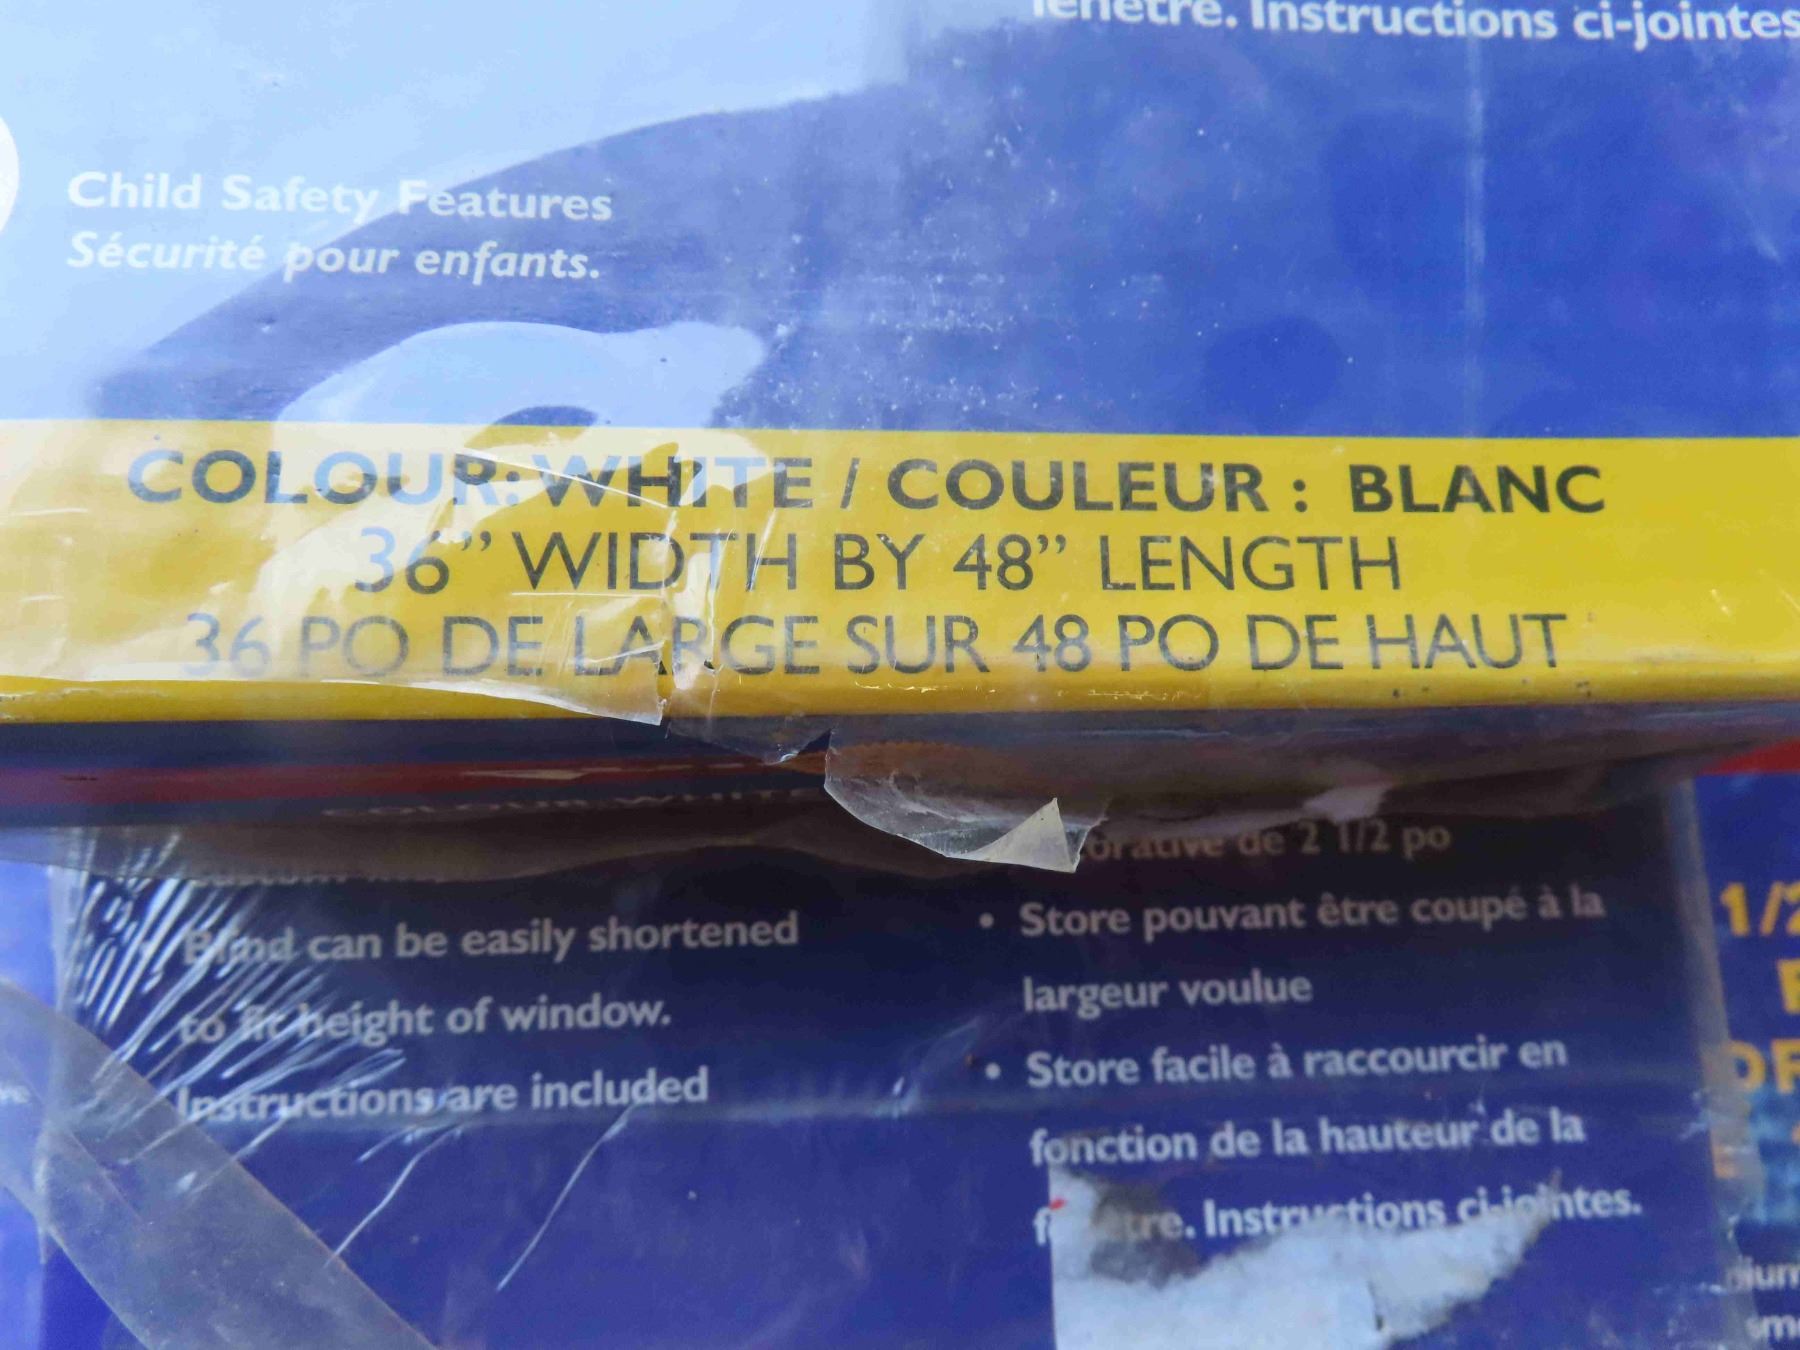 fenêtre. Instructions ci-jointes
Child Safety Features
Sécurité pour enfants.
COLOUR: WHITE / COULEUR : BLANC
36” WIDTH BY 48” LENGTH
36 PO DE LARGE SUR 48 PO DE HAUT
de 2 1/2 po
Blind can be easily shortened
to fit height of window.
Instructions are included
• Store pouvant être coupé à la
largeur voulue
• Store facile à raccourcir en
fonction de la hauteur de la
fenêtre. Instructions ci-jointes.
1/2